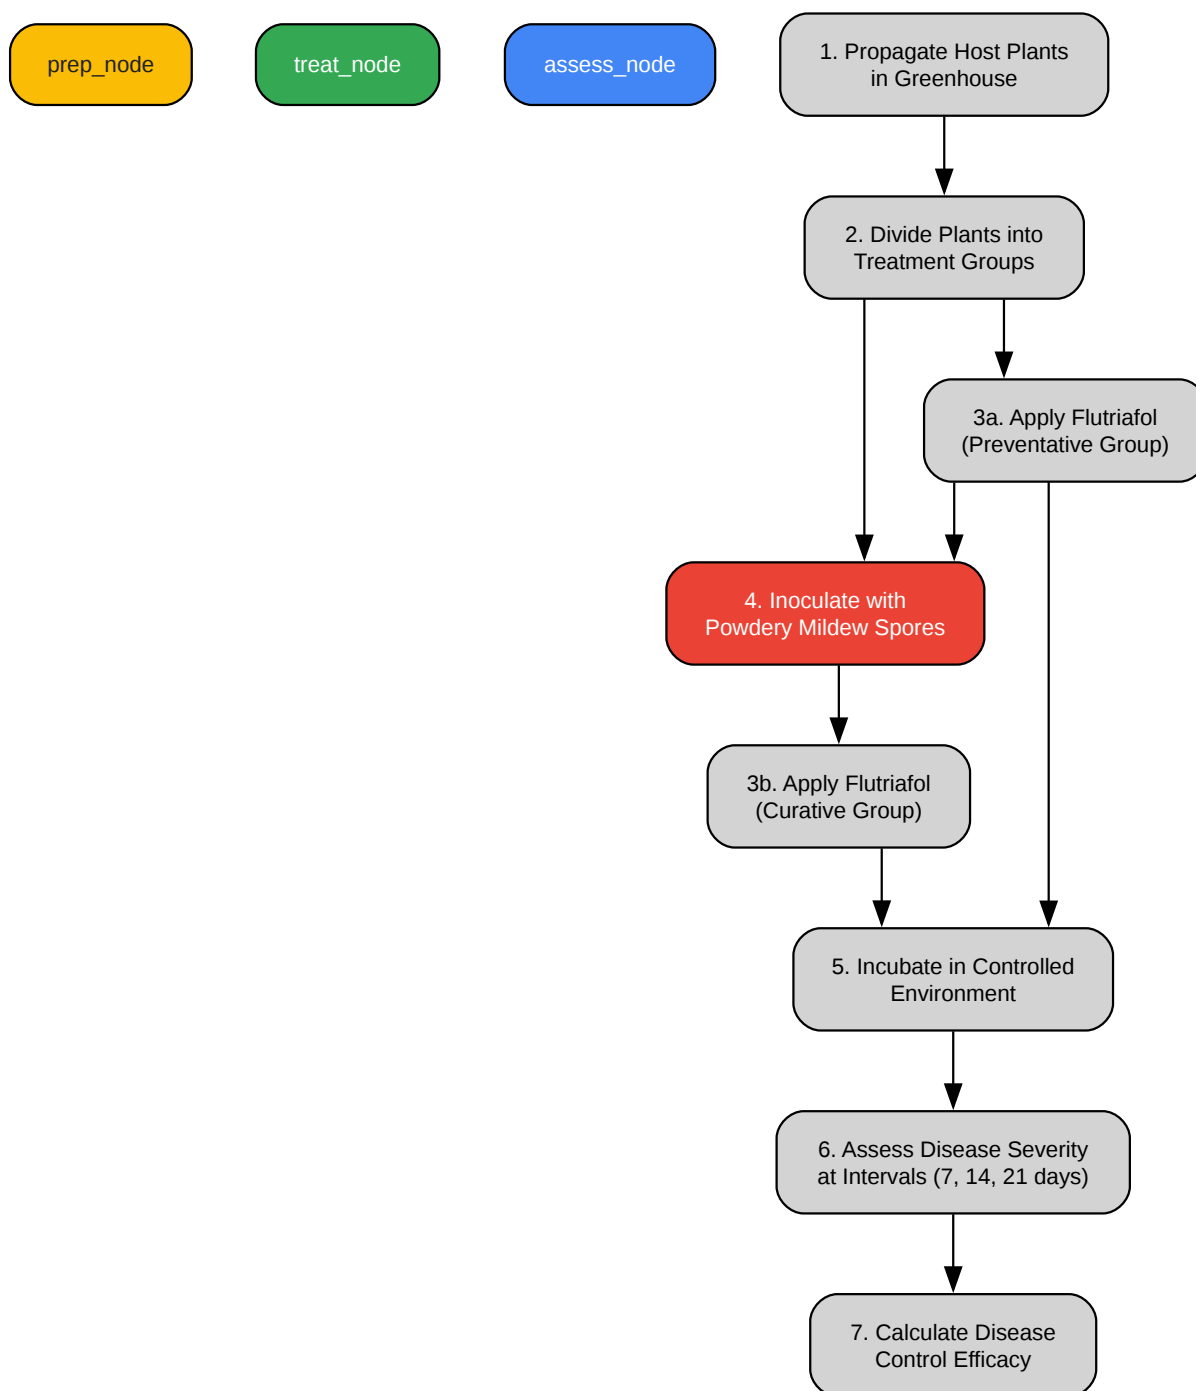 prep_node
treat_node
assess_node
1. Propagate Host Plants
in Greenhouse
2. Divide Plants into
Treatment Groups
3a. Apply Flutriafol
(Preventative Group)
4. Inoculate with
Powdery Mildew Spores
3b. Apply Flutriafol
(Curative Group)
5. Incubate in Controlled
Environment
6. Assess Disease Severity
at Intervals (7, 14, 21 days)
7. Calculate Disease
Control Efficacy